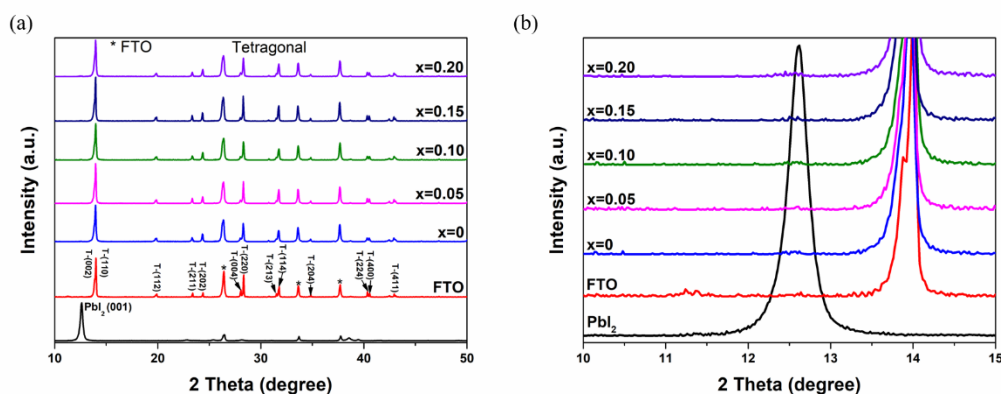 (a)
* FTO
Tetragonal
x=0.20
x=0.15
x=0.10
x=0.05
x=0
FTO
T-(002)
T-(110)
T-(112)
T-(211)
T-(202)
T-(004)
T-(220)
T-(213)
T-(114)
T-(204)
T-(224)
T-(400)
T-(411)
*
*
*
PbI₂ (001)
Intensity (a.u.)
10 20 30 40 50
2 Theta (degree)
(b)
x=0.20
x=0.15
x=0.10
x=0.05
x=0
FTO
PbI₂
Intensity (a.u.)
10 11 12 13 14 15
2 Theta (degree)